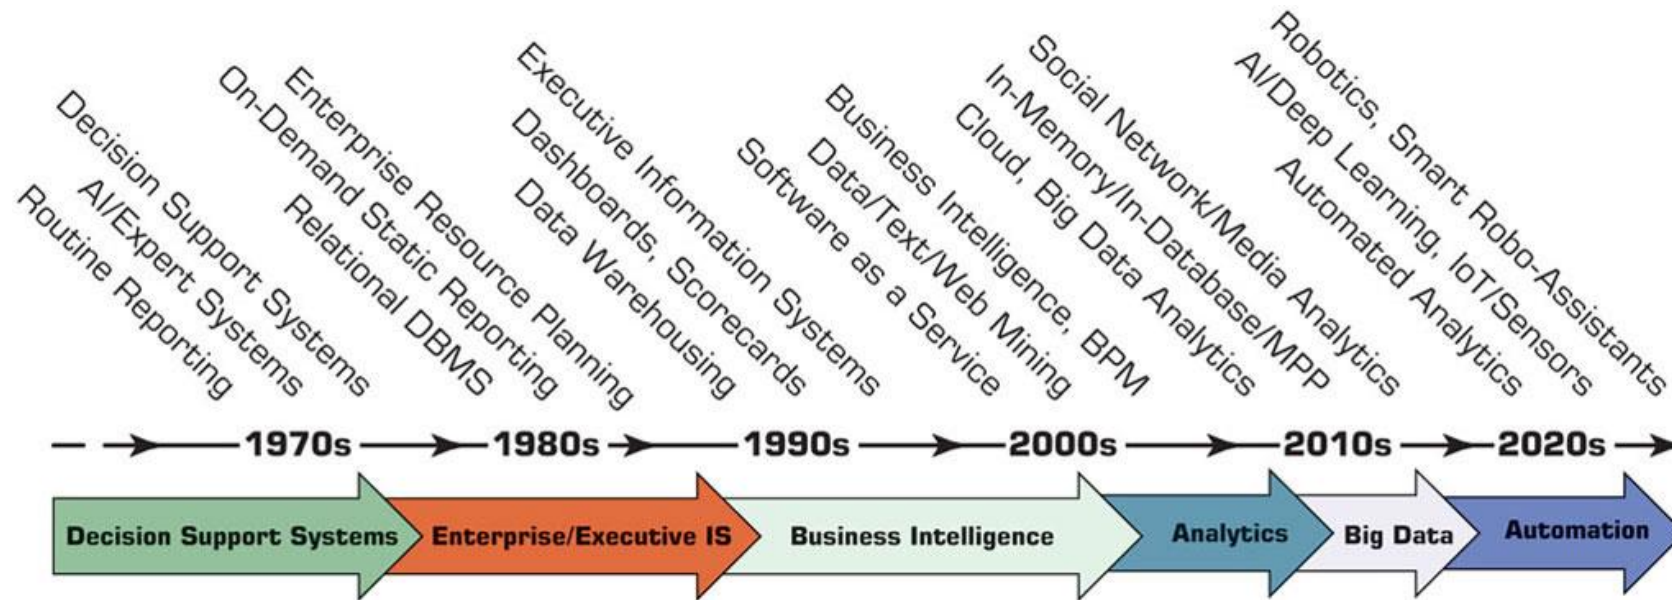 Routine Reporting
AI/Expert Systems
Decision Support Systems
Relational DBMS
On-Demand Static Reporting
Enterprise Resource Planning
Data Warehousing
Dashboards, Scorecards
Executive Information Systems
Software as a Service
Data/Text/Web Mining
Business Intelligence, BPM
Cloud, Big Data Analytics
In-Memory/In-Database/MPP
Social Network/Media Analytics
Automated Analytics
AI/Deep Learning, IoT/Sensors
Robotics, Smart Robo-Assistants
1970s
1980s
1990s
2000s
2010s
2020s
Decision Support Systems
Enterprise/Executive IS
Business Intelligence
Analytics
Big Data
Automation